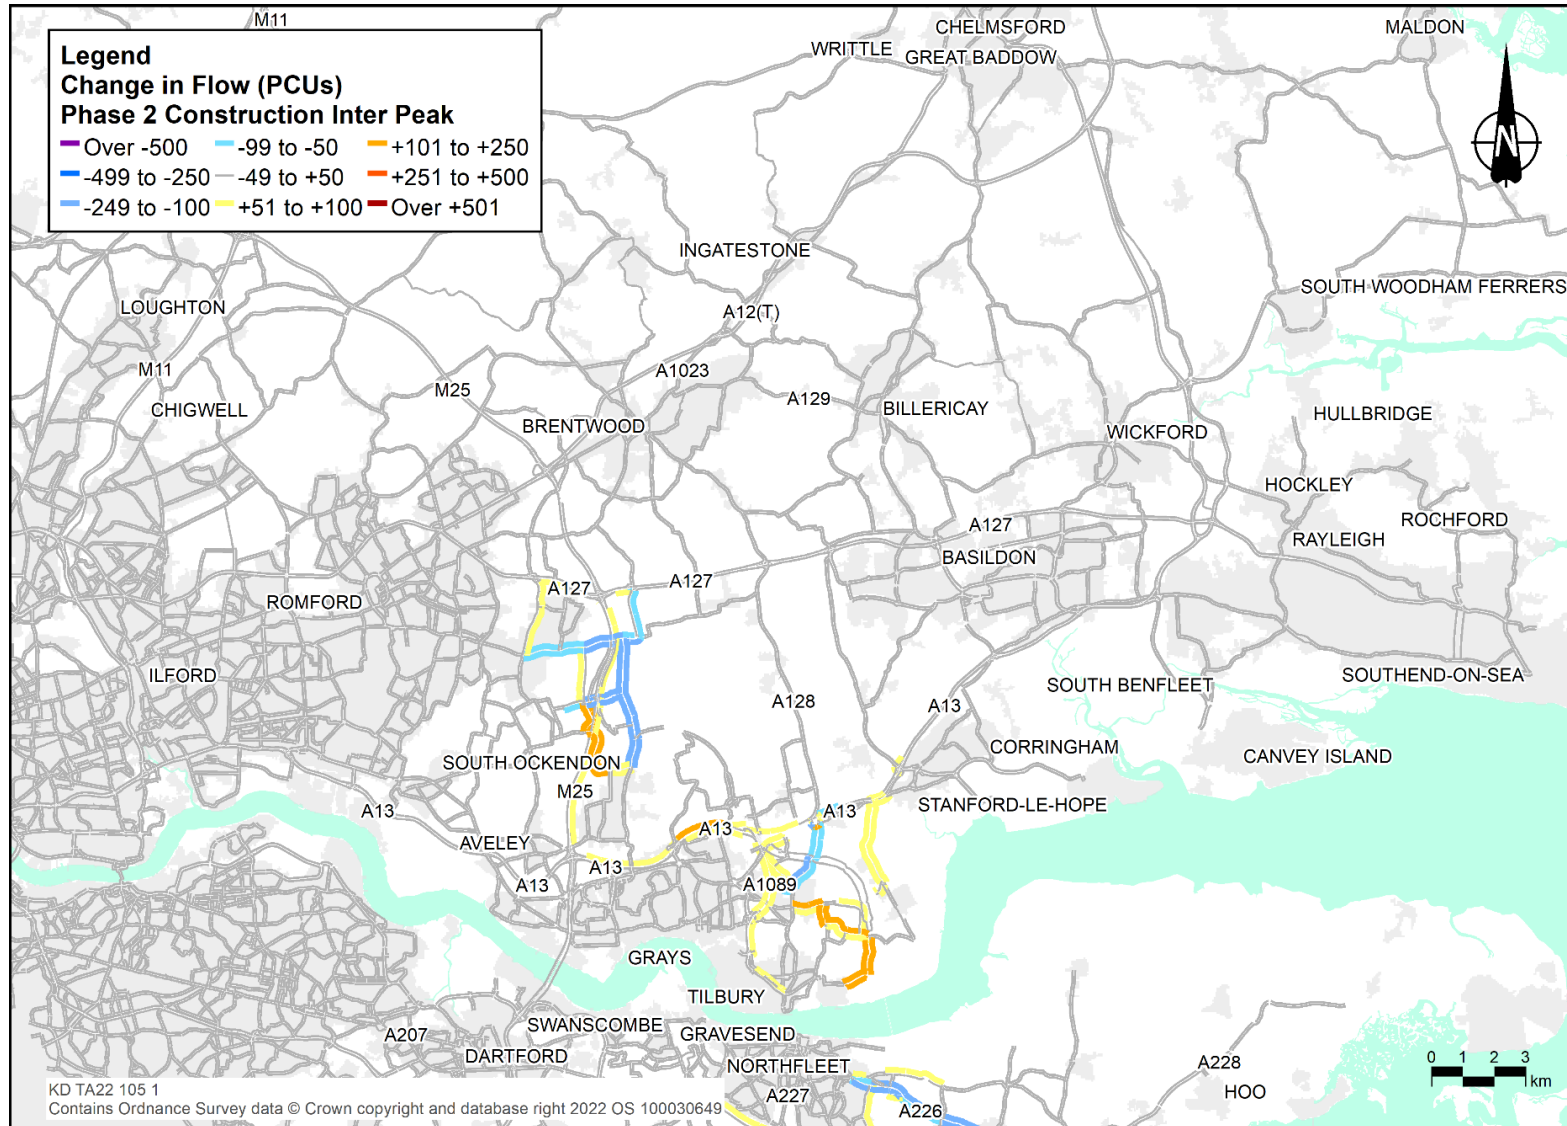 M11
CHELMSFORD
MALDON
WRITTLE
GREAT BADDOW
Legend
Change in Flow (PCUs)
Phase 2 Construction Inter Peak
Over -500
-99 to -50
+101 to +250
-499 to -250
-49 to +50
+251 to +500
-249 to -100
+51 to +100
Over +501
N
INGATESTONE
SOUTH WOODHAM FERRERS
LOUGHTON
A12(T)
M11
A1023
M25
A129
CHIGWELL
BILLERICAY
HULLBRIDGE
BRENTWOOD
WICKFORD
HOCKLEY
A127
ROCHFORD
RAYLEIGH
BASILDON
A127
A127
ROMFORD
ILFORD
SOUTHEND-ON-SEA
SOUTH BENFLEET
A128
A13
CORRINGHAM
CANVEY ISLAND
SOUTH OCKENDON
M25
STANFORD-LE-HOPE
A13
A13
A13
AVELEY
A13
A13
A1089
GRAYS
TILBURY
SWANSCOMBE
GRAVESEND
A207
DARTFORD
NORTHFLEET
A228
HOO
A227
A226
0 1 2 3
km
KD TA22 105 1
Contains Ordnance Survey data © Crown copyright and database right 2022 OS 100030649